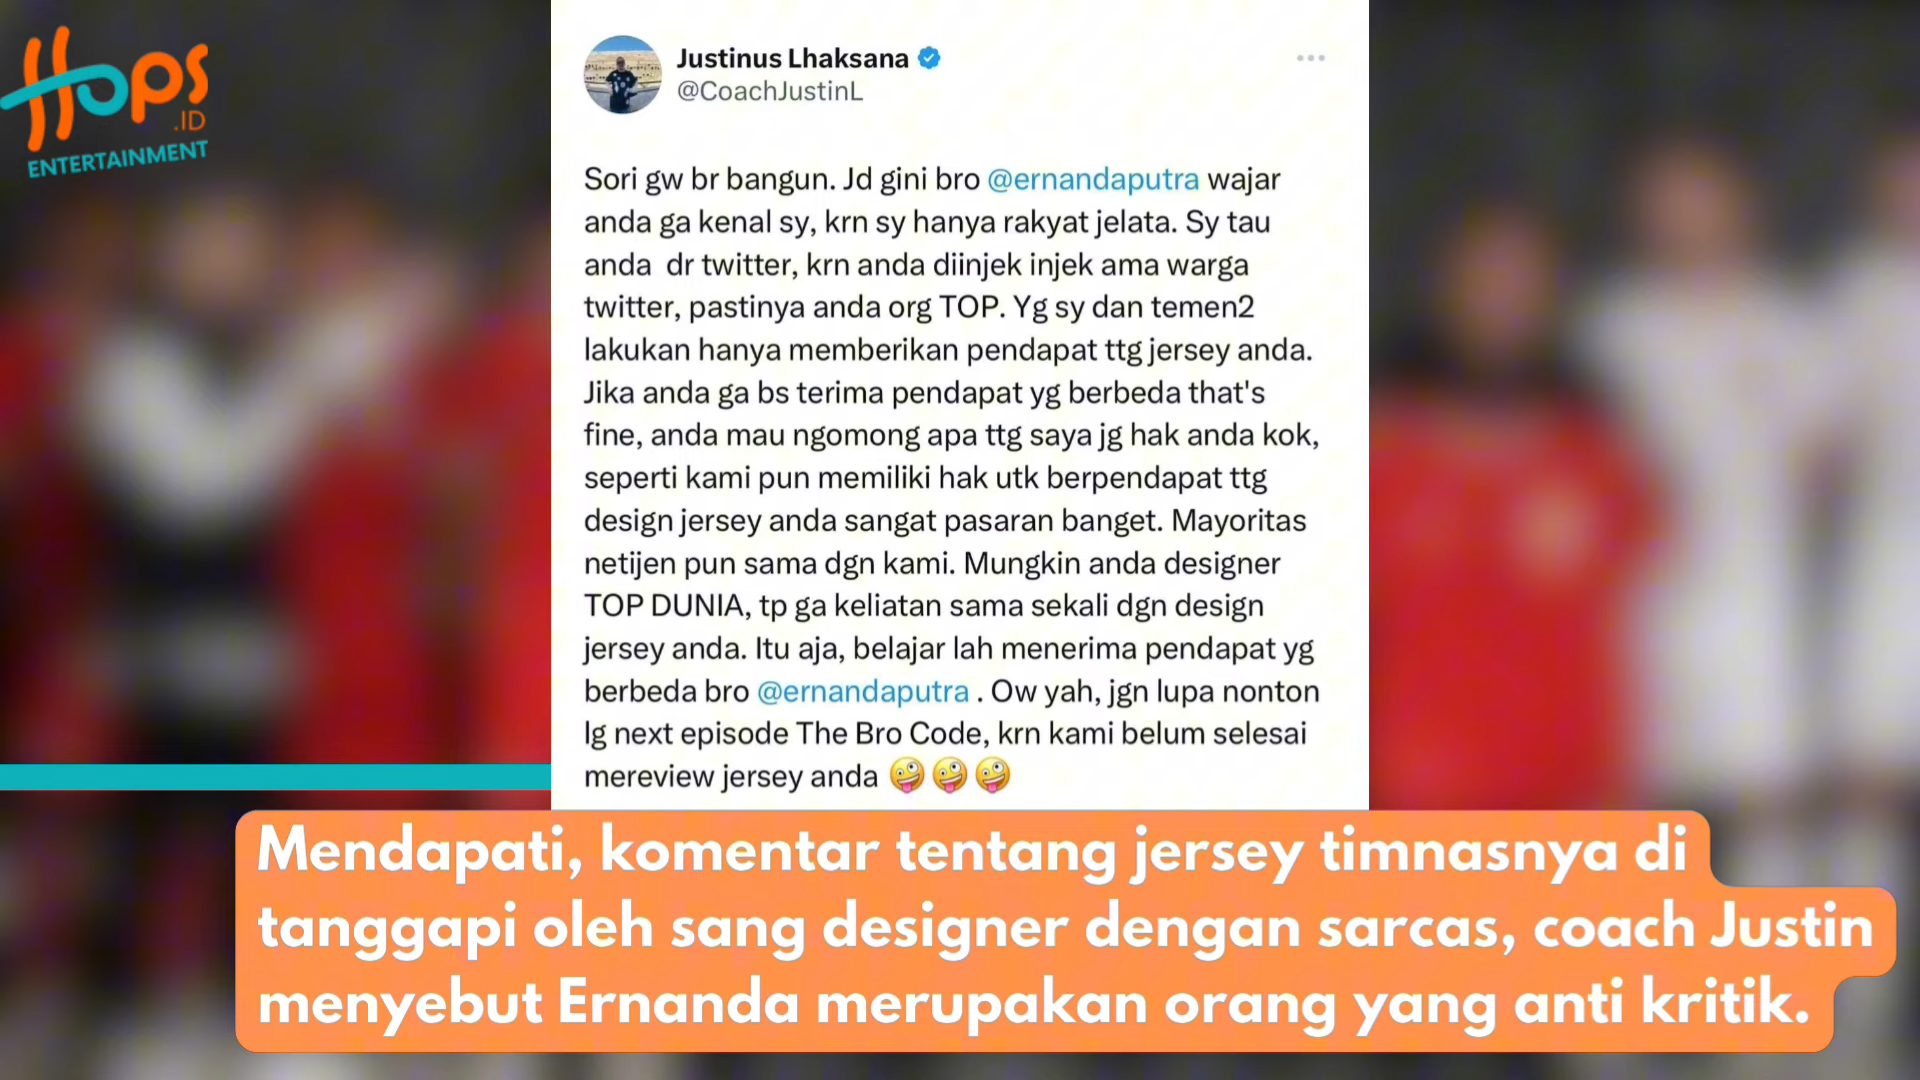 Hops
.ID
ENTERTAINMENT
Justinus Lhaksana
@CoachJustinL
Sori gw br bangun. Jd gini bro @ernandaputra wajar
anda ga kenal sy, krn sy hanya rakyat jelata. Sy tau
anda  dr twitter, krn anda diinjek injek ama warga
twitter, pastinya anda org TOP. Yg sy dan temen2
lakukan hanya memberikan pendapat ttg jersey anda.
Jika anda ga bs terima pendapat yg berbeda that's
fine, anda mau ngomong apa ttg saya jg hak anda kok,
seperti kami pun memiliki hak utk berpendapat ttg
design jersey anda sangat pasaran banget. Mayoritas
netijen pun sama dgn kami. Mungkin anda designer
TOP DUNIA, tp ga keliatan sama sekali dgn design
jersey anda. Itu aja, belajar lah menerima pendapat yg
berbeda bro @ernandaputra . Ow yah, jgn lupa nonton
lg next episode The Bro Code, krn kami belum selesai
mereview jersey anda 🤪🤪🤪
Mendapati, komentar tentang jersey timnasnya di
tanggapi oleh sang designer dengan sarcas, coach Justin
menyebut Ernanda merupakan orang yang anti kritik.